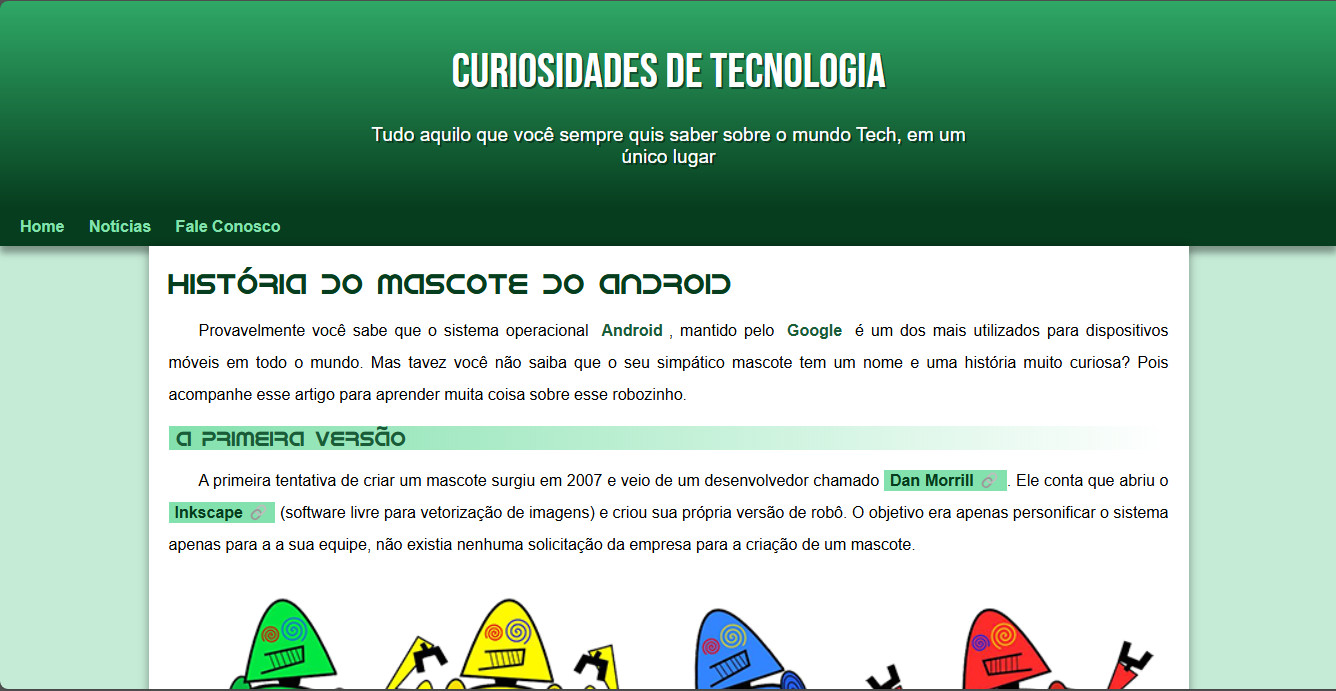 CURIOSIDADES DE TECNOLOGIA
Tudo aquilo que você sempre quis saber sobre o mundo Tech, em um
único lugar
Home Notícias Fale Conosco
HISTÓRIA DO MASCOTE DO ANDROID
Provavelmente você sabe que o sistema operacional Android , mantido pelo Google é um dos mais utilizados para dispositivos
móveis em todo o mundo. Mas tavez você não saiba que o seu simpático mascote tem um nome e uma história muito curiosa? Pois
acompanhe esse artigo para aprender muita coisa sobre esse robozinho.
A PRIMEIRA VERSÃO
A primeira tentativa de criar um mascote surgiu em 2007 e veio de um desenvolvedor chamado Dan Morrill . Ele conta que abriu o
Inkscape (software livre para vetorização de imagens) e criou sua própria versão de robô. O objetivo era apenas personificar o sistema
apenas para a a sua equipe, não existia nenhuma solicitação da empresa para a criação de um mascote.